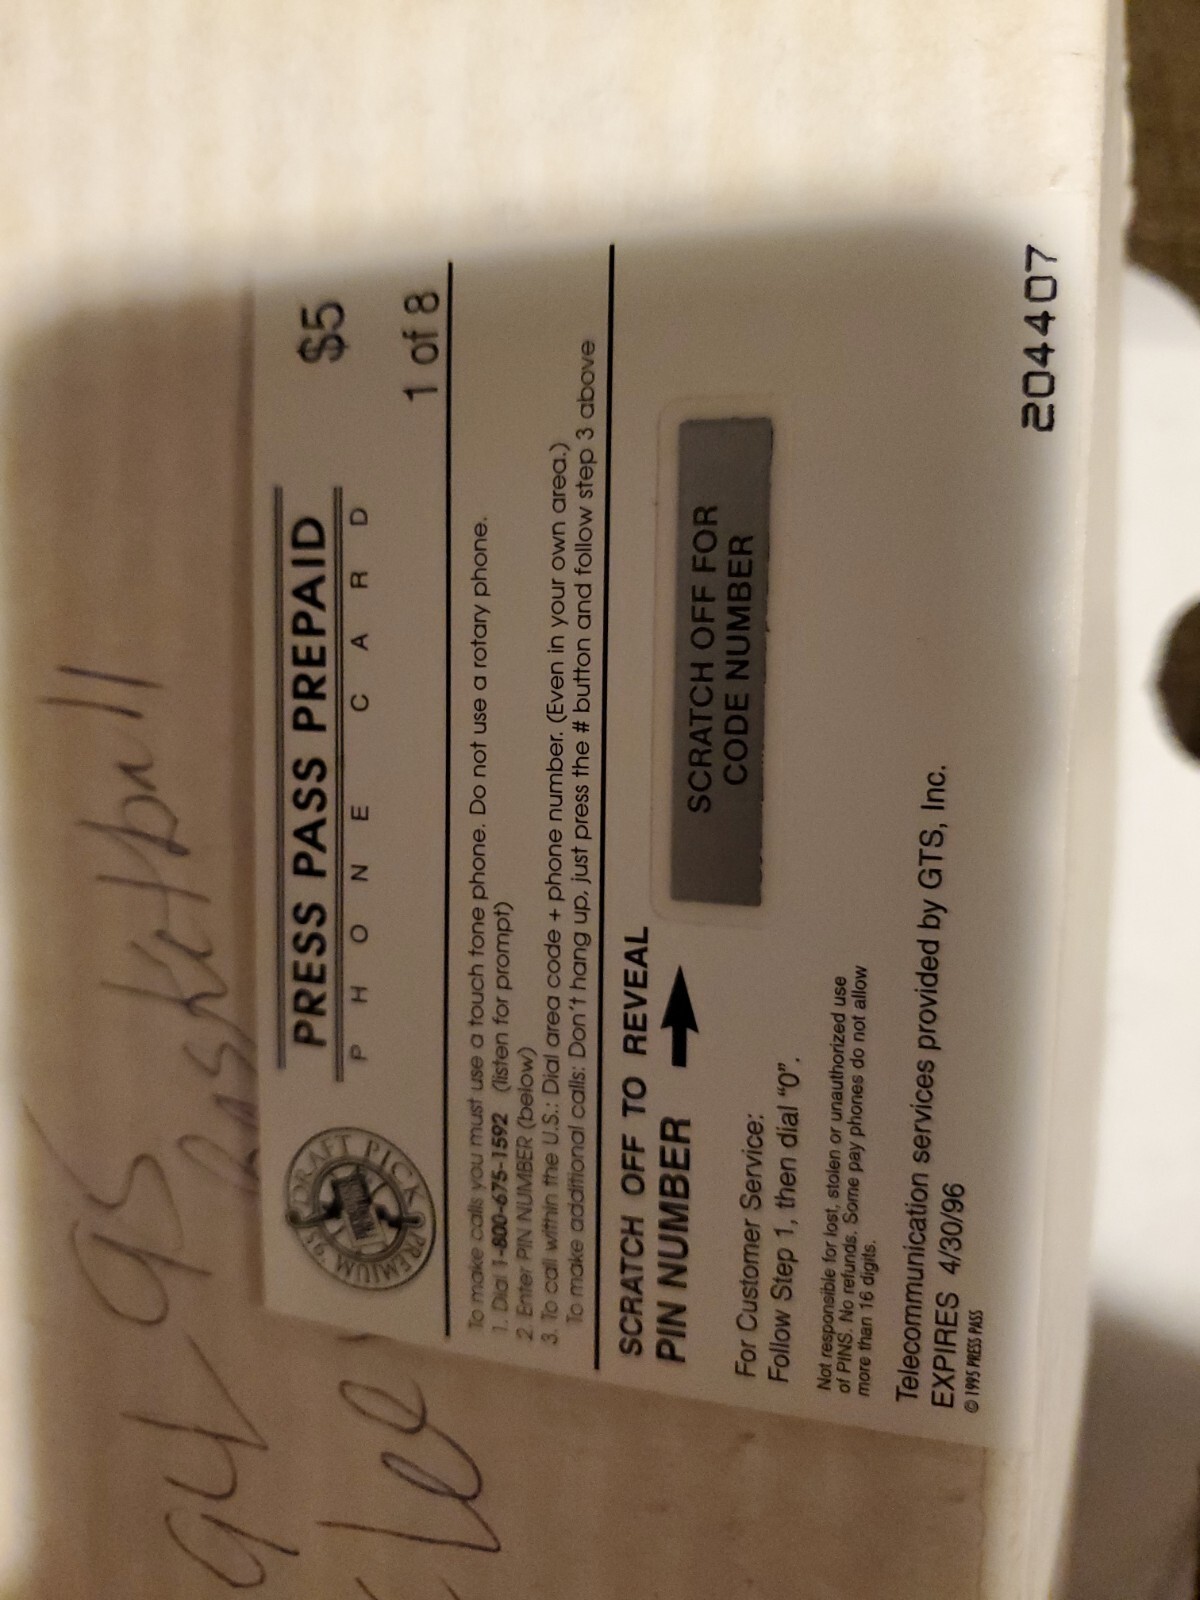 94 95
Basketball
PRESS PASS PREPAID
PHONE CARD
$5
1 of 8
DRAFT PICK PREMIUM '95
To make calls you must use a touch tone phone. Do not use a rotary phone.
1. Dial 1-800-675-1592 (listen for prompt)
2. Enter PIN NUMBER (below)
3. To call within the U.S.: Dial area code + phone number. (Even in your own area.)
To make additional calls: Don't hang up, just press the # button and follow step 3 above
SCRATCH OFF TO REVEAL
PIN NUMBER
SCRATCH OFF FOR
CODE NUMBER
For Customer Service:
Follow Step 1, then dial "0".
Not responsible for lost, stolen or unauthorized use
of PINS. No refunds. Some pay phones do not allow
more than 16 digits.
Telecommunication services provided by GTS, Inc.
EXPIRES 4/30/96
© 1995 PRESS PASS
204407